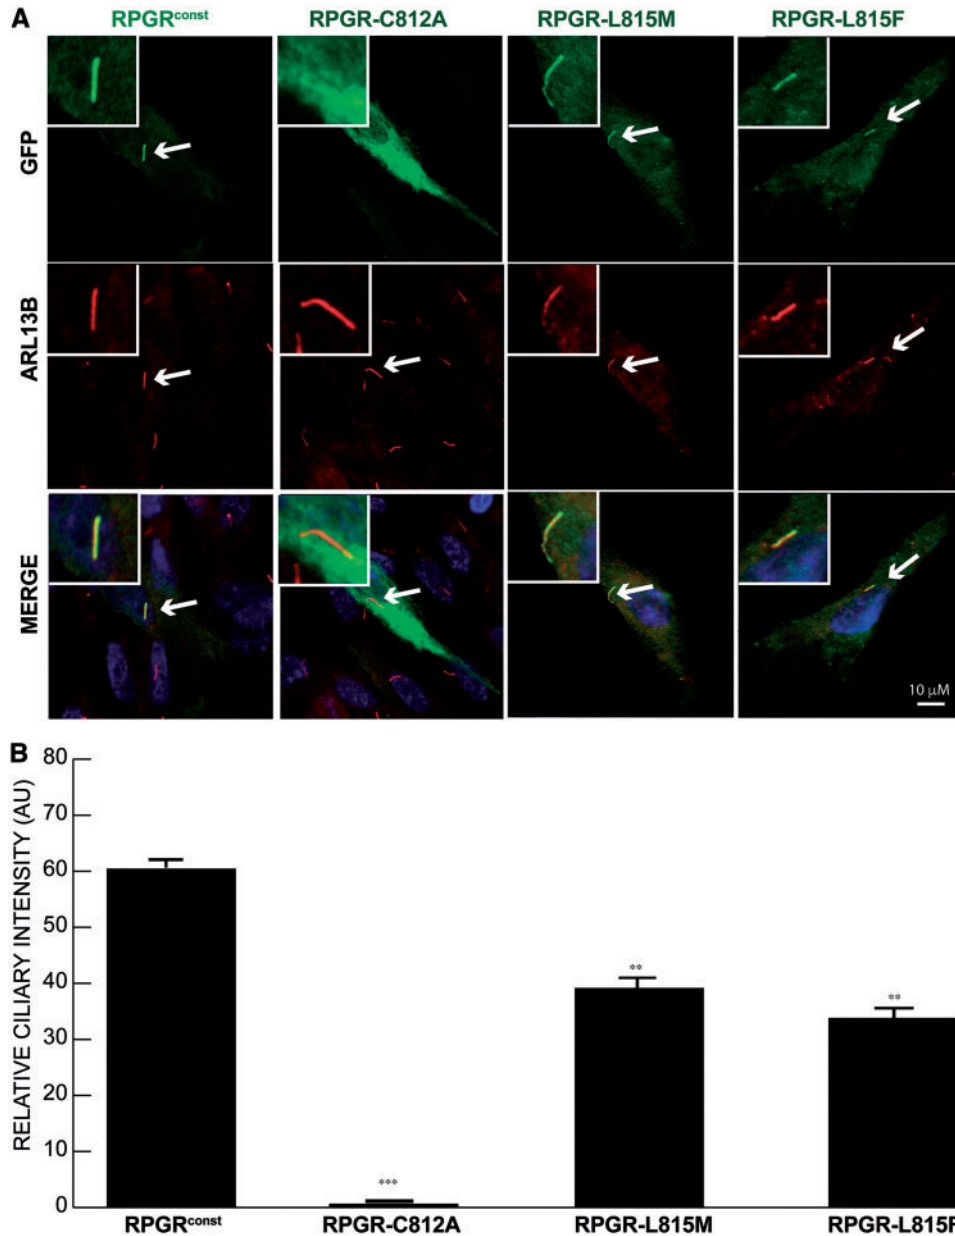 A
RPGRconst RPGR-C812A RPGR-L815M RPGR-L815F
GFP
ARL13B
MERGE
10 µM
B
RELATIVE CILIARY INTENSITY (AU)
80
70
60
50
40
30
20
10
0
***
**
**
RPGRconst RPGR-C812A RPGR-L815M RPGR-L815F